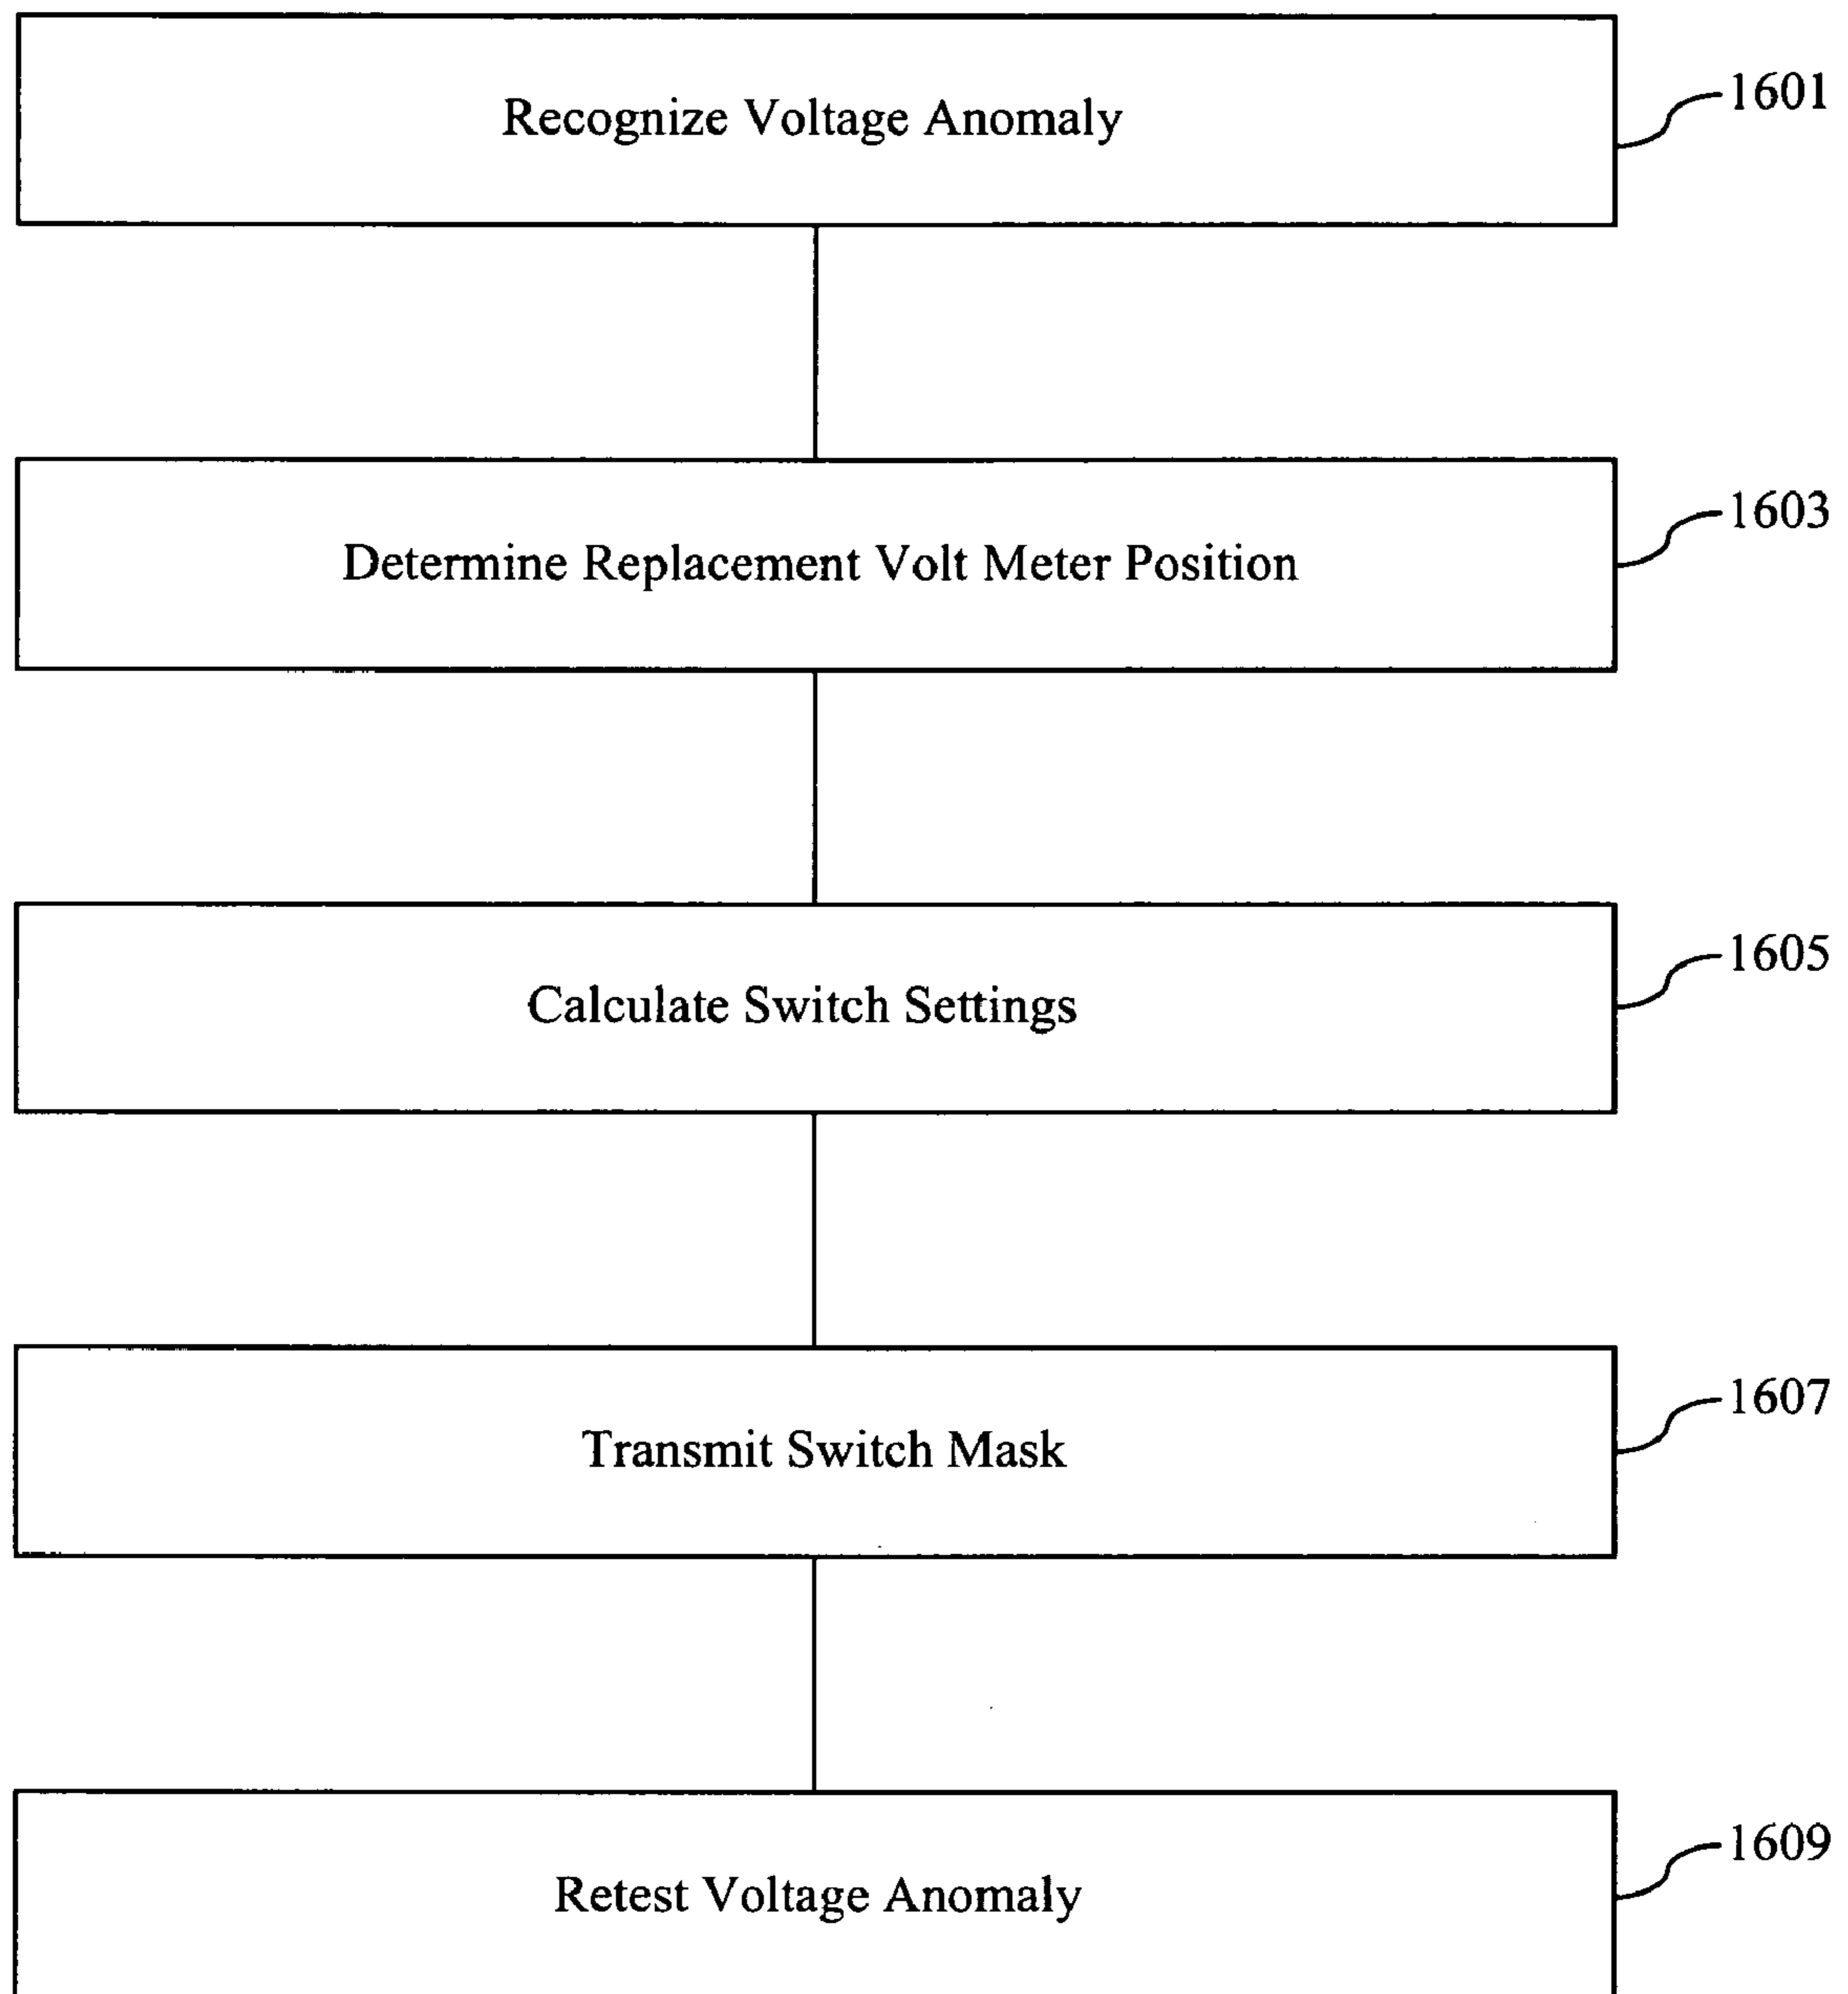 Recognize Voltage Anomaly
1601
Determine Replacement Volt Meter Position
1603
Calculate Switch Settings
1605
Transmit Switch Mask
1607
Retest Voltage Anomaly
1609